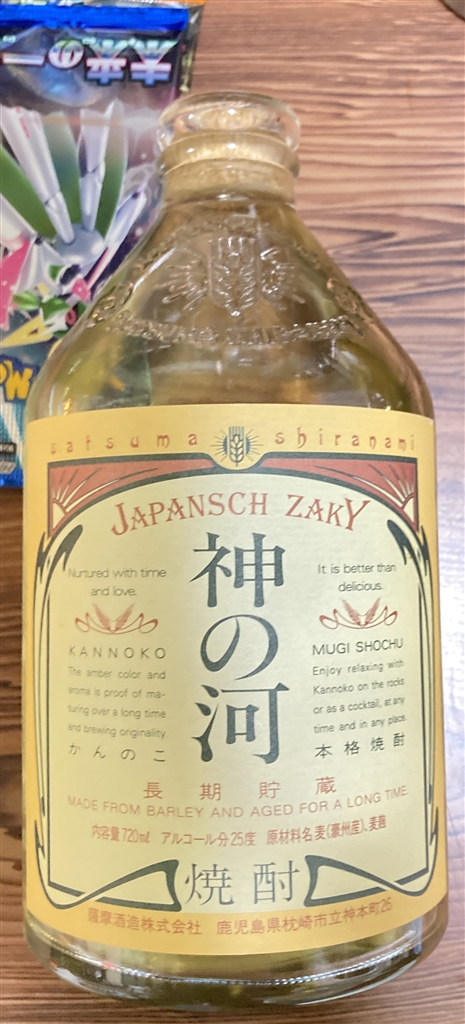 未来の一
satsuma shiranami
JAPANSCH ZAKY
神の河
Nurtured with time
and love.
KANNOKO
The amber color and
aroma is proof of ma-
turing over a long time
and brewing originality.
かんのこ
It is better than
delicious.
MUGI SHOCHU
Enjoy relaxing with
Kannoko on the rocks
or as a cocktail, at any
time and in any place.
本格焼酎
長期貯蔵
MADE FROM BARLEY AND AGED FOR A LONG TIME.
内容量720ml アルコール分25度 原材料名麦(豪州産)、麦麹
焼酎
薩摩酒造株式会社 鹿児島県枕崎市立神本町26